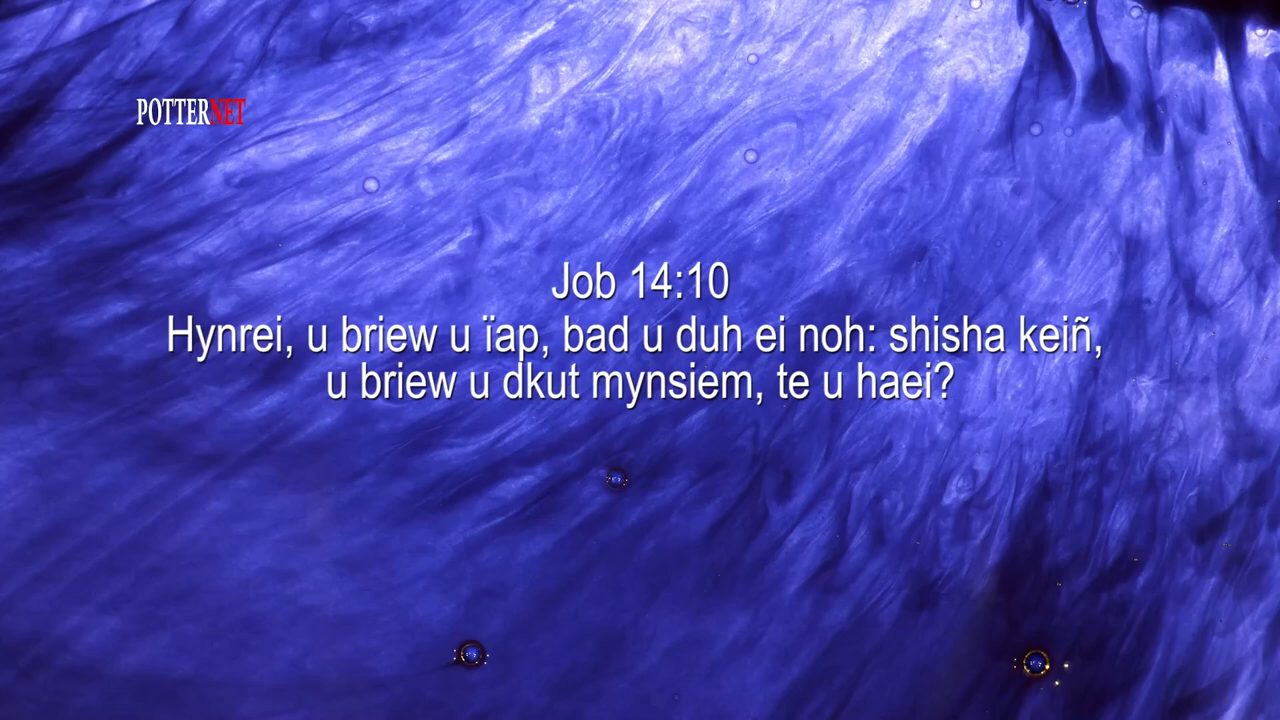 POTTERNET
Job 14:10
Hynrei, u briew u ïap, bad u duh ei noh: shisha keiñ,
u briew u dkut mynsiem, te u haei?